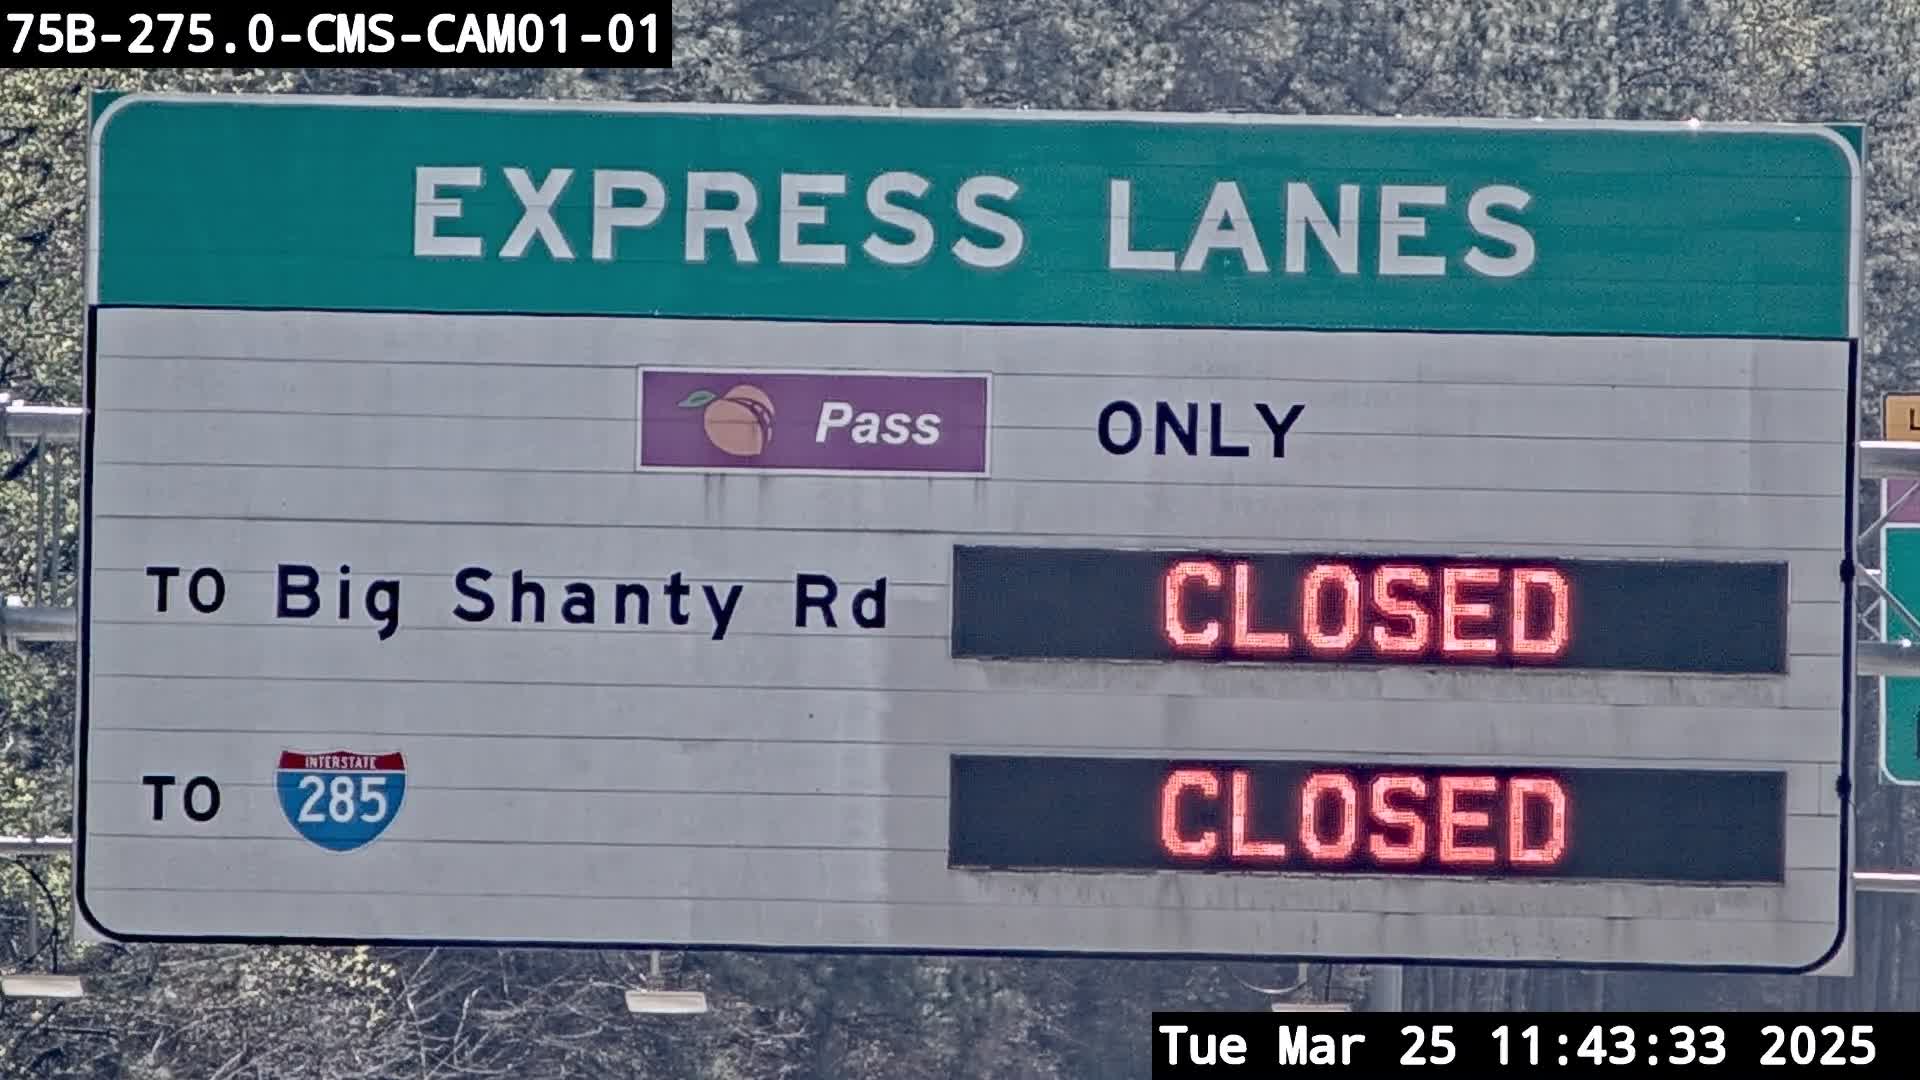 75B-275.0-CMS-CAM01-01
EXPRESS LANES
Pass ONLY
TO Big Shanty Rd CLOSED
TO INTERSTATE 285 CLOSED
Tue Mar 25 11:43:33 2025